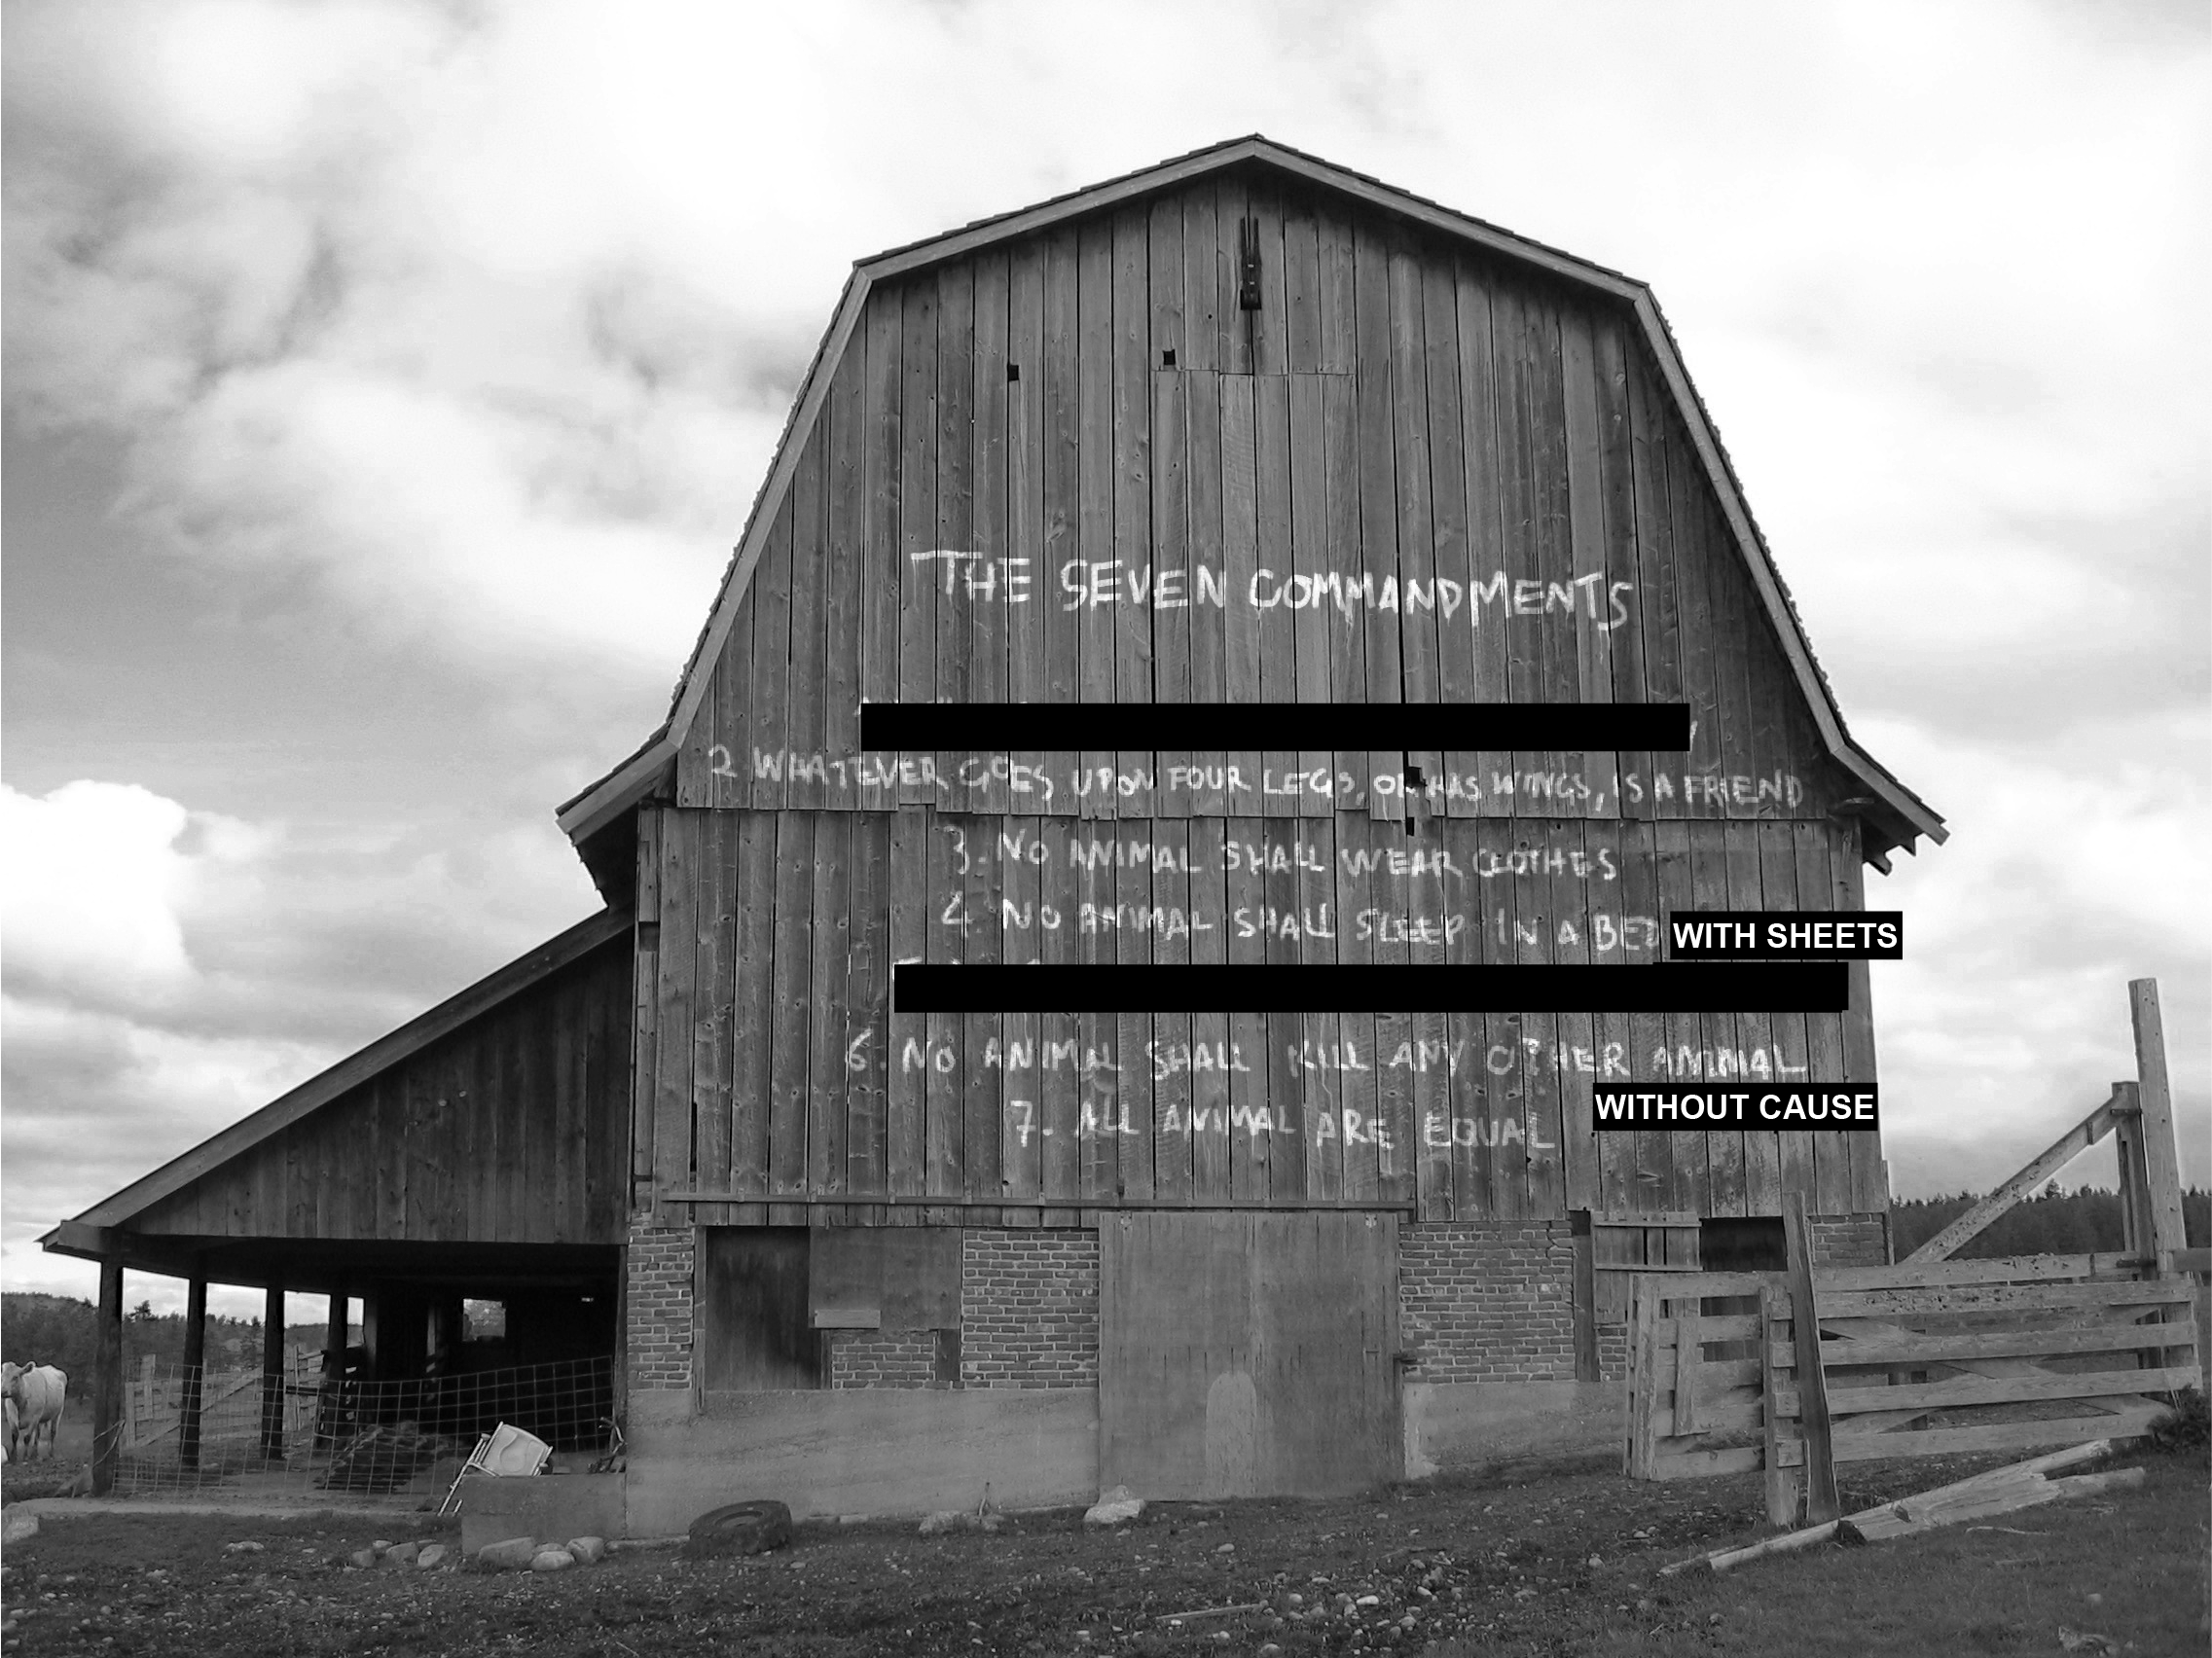 THE SEVEN COMMANDMENTS
2 WHATEVER GOES UPON FOUR LEGS, OR HAS WINGS, IS A FRIEND
3. NO ANIMAL SHALL WEAR CLOTHES
4. NO ANIMAL SHALL SLEEP IN A BED WITH SHEETS
6. NO ANIMAL SHALL KILL ANY OTHER ANIMAL
WITHOUT CAUSE
7. ALL ANIMAL ARE EQUAL